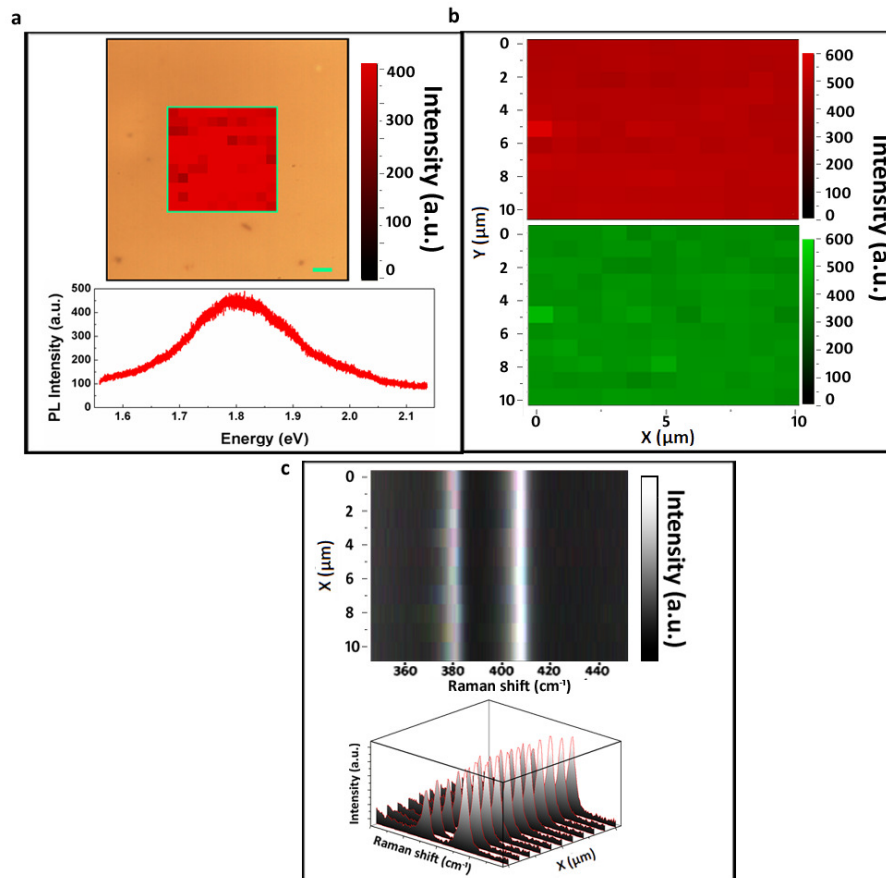 a
400
300
200
100
0
Intensity (a.u.)
500
400
300
200
100
0
PL Intensity (a.u.)
1.6 1.7 1.8 1.9 2.0 2.1
Energy (eV)
b
0
2
4
6
8
10
600
500
400
300
200
100
0
Intensity (a.u.)
Y (µm)
0
2
4
6
8
10
600
500
400
300
200
100
0
Intensity (a.u.)
0 5 10
X (µm)
c
0
2
4
6
8
10
X (µm)
Intensity (a.u.)
360 380 400 420 440
Raman shift (cm⁻¹)
Intensity (a.u.)
Raman shift (cm⁻¹)
X (µm)